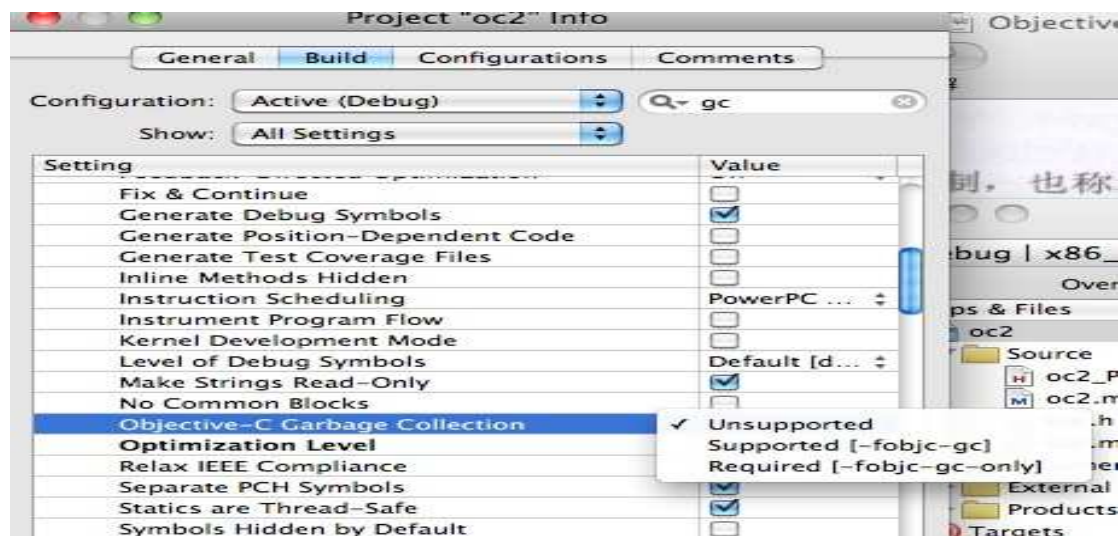 Project "oc2" Info
General Build Configurations Comments
Configuration: Active (Debug) gc
Show: All Settings
Setting Value
Fix & Continue
Generate Debug Symbols
Generate Position-Dependent Code
Generate Test Coverage Files
Inline Methods Hidden
Instruction Scheduling PowerPC ...
Instrument Program Flow
Kernel Development Mode
Level of Debug Symbols Default [d...
Make Strings Read-Only
No Common Blocks
Objective-C Garbage Collection
Optimization Level
Relax IEEE Compliance
Separate PCH Symbols
Statics are Thread-Safe
Symbols Hidden by Default
✓ Unsupported
Supported [-fobjc-gc]
Required [-fobjc-gc-only]
Objective
制，也称
bug | x86_
Over
ps & Files
oc2
Source
H oc2_P
M oc2.m
.h
.m
External
Products
Targets